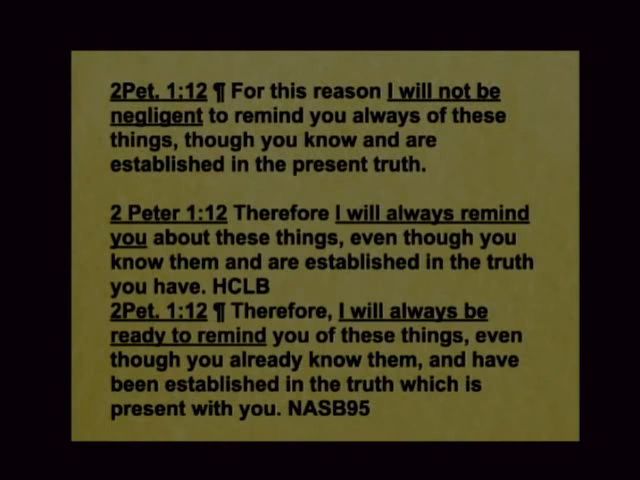 2Pet. 1:12 ¶ For this reason I will not be
negligent to remind you always of these
things, though you know and are
established in the present truth.
2 Peter 1:12 Therefore I will always remind
you about these things, even though you
know them and are established in the truth
you have. HCLB
2Pet. 1:12 ¶ Therefore, I will always be
ready to remind you of these things, even
though you already know them, and have
been established in the truth which is
present with you. NASB95